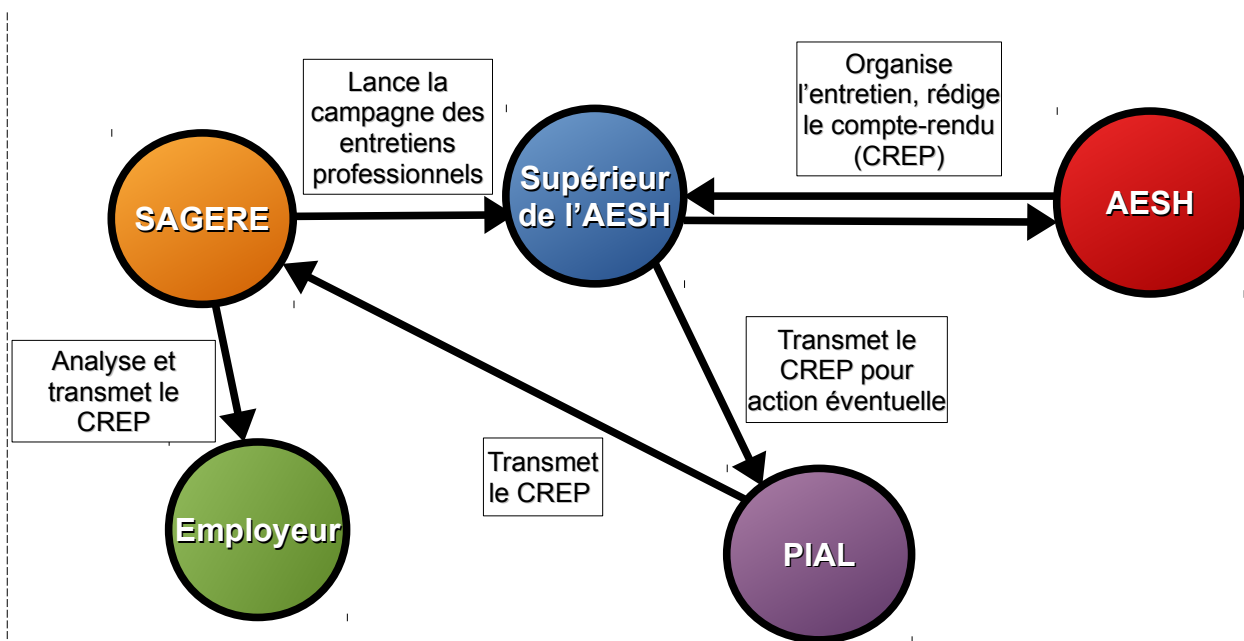 Lance la
campagne des
entretiens
professionnels
Organise
l’entretien, rédige
le compte-rendu
(CREP)
SAGERE
Supérieur
de l’AESH
AESH
Analyse et
transmet le
CREP
Transmet le
CREP pour
action éventuelle
Transmet
le CREP
Employeur
PIAL